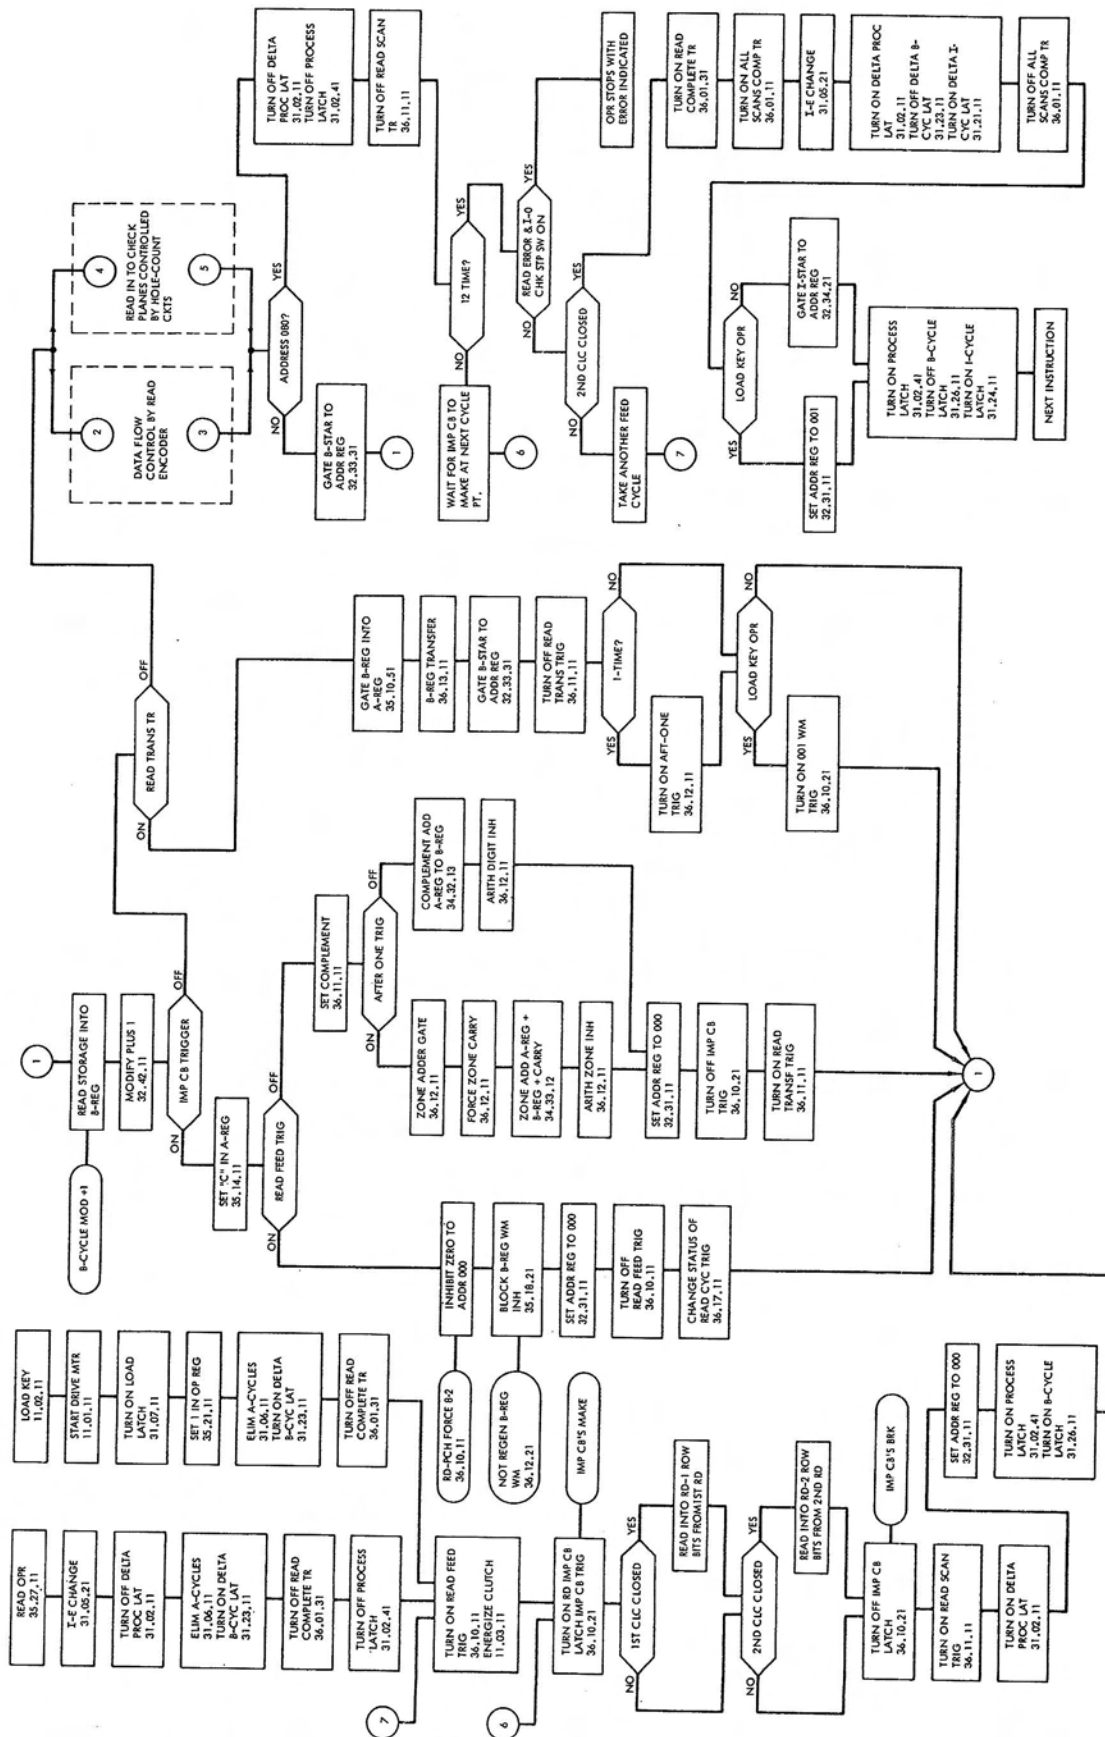 READ OPR
35.27.11
I-E CHANGE
31.05.21
TURN OFF DELTA
PROC LAT
31.02.11
ELIM A-CYCLES
31.06.11
TURN ON DELTA
B-CYC LAT
31.23.11
TURN OFF READ
COMPLETE TR
36.01.31
TURN OFF PROCESS
LATCH
31.02.41
7
TURN ON READ FEED
TRIG
36.10.11
ENERGIZE CLUTCH
11.03.11
6
TURN ON RD IMP CB
LATCH IMP CB TRIG
36.10.21
IMP CB'S MAKE
1ST CLC CLOSED
NO
YES
READ INTO RD-1 ROW
BITS FROM 1ST RD
2ND CLC CLOSED
NO
YES
READ INTO RD-2 ROW
BITS FROM 2ND RD
TURN OFF IMP CB
LATCH
36.10.21
IMP CB'S BRK
TURN ON READ SCAN
TRIG
36.11.11
TURN ON DELTA
PROC LAT
31.02.11
SET ADDR REG TO 000
32.31.11
TURN ON PROCESS
LATCH
31.02.41
TURN ON B-CYCLE
LATCH
31.26.11
LOAD KEY
11.02.11
START DRIVE MTR
11.01.11
TURN ON LOAD
LATCH
31.07.11
SET 1 IN OP REG
35.21.11
ELIM A-CYCLES
31.06.11
TURN ON DELTA
B-CYC LAT
31.23.11
TURN OFF READ
COMPLETE TR
36.01.31
1
B-CYCLE MOD +1
READ STORAGE INTO
B-REG
MODIFY PLUS 1
32.42.11
IMP CB TRIGGER
ON
OFF
SET "C" IN A-REG
35.14.11
READ FEED TRIG
ON
OFF
RD-PCH FORCE 8-2
36.10.11
INHIBIT ZERO TO
ADDR 000
NOT REGEN B-REG
WM
36.12.21
BLOCK B-REG WM
INH
35.18.21
SET ADDR REG TO 000
32.31.11
TURN OFF
READ FEED TRIG
36.10.11
CHANGE STATUS OF
READ CYC TRIG
36.17.11
SET COMPLEMENT
36.11.11
AFTER ONE TRIG
ON
OFF
ZONE ADDER GATE
36.12.11
FORCE ZONE CARRY
36.12.11
ZONE ADD A-REG +
B-REG + CARRY
34.33.12
ARITH ZONE INH
36.12.11
COMPLEMENT ADD
A-REG TO B-REG
34.32.13
ARITH DIGIT INH
36.12.11
SET ADDR REG TO 000
32.31.11
TURN OFF IMP CB
TRIG
36.10.21
TURN ON READ
TRANSF TRIG
36.11.11
1
READ TRANS TR
ON
OFF
GATE B-REG INTO
A-REG
35.10.51
B-REG TRANSFER
36.13.11
GATE B-STAR TO
ADDR REG
32.33.31
TURN OFF READ
TRANS TRIG
36.11.11
1-TIME?
YES
NO
TURN ON AFT-ONE
TRIG
36.12.11
LOAD KEY OPR
YES
NO
TURN ON 001 WM
TRIG
36.10.21
2
DATA FLOW
CONTROL BY READ
ENCODER
3
4
READ IN TO CHECK
PLANES CONTROLLED
BY HOLE-COUNT
CKTS
5
ADDRESS 080?
NO
YES
GATE B-STAR TO
ADDR REG
32.33.31
1
TURN OFF DELTA
PROC LAT
31.02.11
TURN OFF PROCESS
LATCH
31.02.41
TURN OFF READ SCAN
TR
36.11.11
12 TIME?
NO
YES
WAIT FOR IMP CB TO
MAKE AT NEXT CYCLE
PT.
6
READ ERROR & I-O
CHK STP SW ON
NO
YES
OPR STOPS WITH
ERROR INDICATED
2ND CLC CLOSED
NO
YES
TAKE ANOTHER FEED
CYCLE
7
TURN ON READ
COMPLETE TR
36.01.31
TURN ON ALL
SCANS COMP TR
36.01.11
I-E CHANGE
31.05.21
TURN ON DELTA PROC
LAT
31.02.11
TURN OFF DELTA B-
CYC LAT
31.23.11
TURN ON DELTA I-
CYC LAT
31.21.11
TURN OFF ALL
SCANS COMP TR
36.01.11
LOAD KEY OPR
YES
NO
SET ADDR REG TO 001
32.31.11
GATE I-STAR TO
ADDR REG
32.34.21
TURN ON PROCESS
LATCH
31.02.41
TURN OFF B-CYCLE
LATCH
31.26.11
TURN ON I-CYCLE
LATCH
31.24.11
NEXT INSTRUCTION